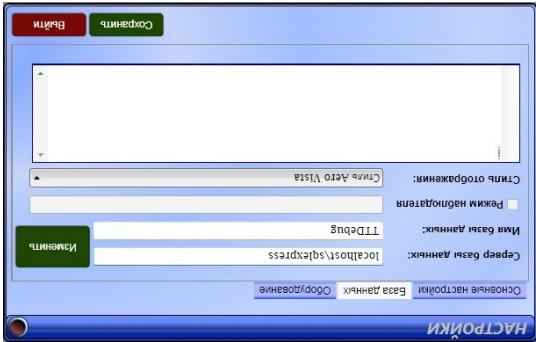 НАСТРОЙКИ
Основные настройки База данных Оборудование
Сервер базы данных: localhost\sqlexpress
Имя базы данных: TTDebug
Изменить
Режим наблюдателя
Стиль отображения: Стиль Aero Vista
Сохранить Выйти